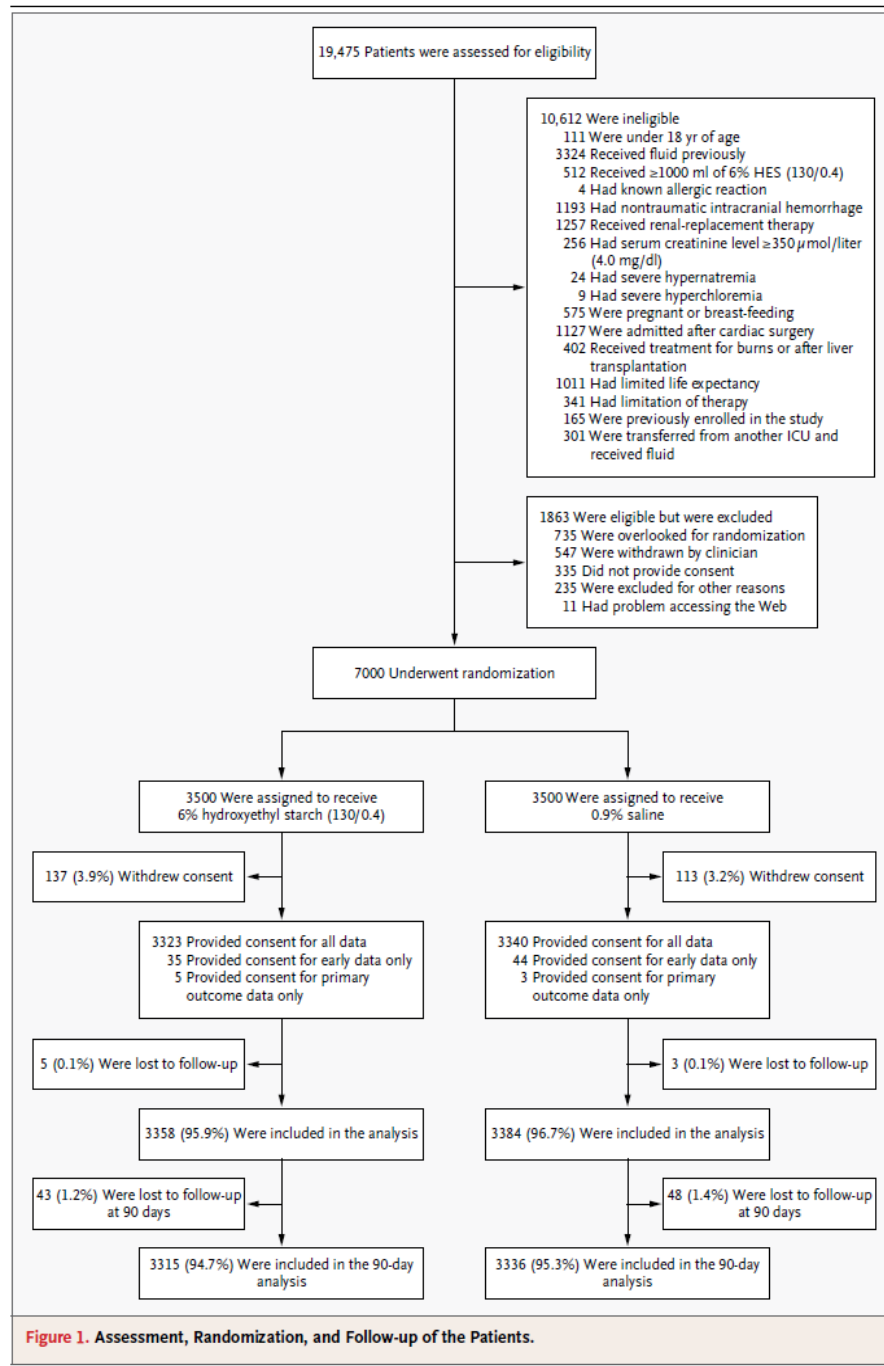 19,475 Patients were assessed for eligibility
10,612 Were ineligible
111 Were under 18 yr of age
3324 Received fluid previously
512 Received ≥1000 ml of 6% HES (130/0.4)
4 Had known allergic reaction
1193 Had nontraumatic intracranial hemorrhage
1257 Received renal-replacement therapy
256 Had serum creatinine level ≥350 µmol/liter
(4.0 mg/dl)
24 Had severe hypernatremia
9 Had severe hyperchloremia
575 Were pregnant or breast-feeding
1127 Were admitted after cardiac surgery
402 Received treatment for burns or after liver
transplantation
1011 Had limited life expectancy
341 Had limitation of therapy
165 Were previously enrolled in the study
301 Were transferred from another ICU and
received fluid
1863 Were eligible but were excluded
735 Were overlooked for randomization
547 Were withdrawn by clinician
335 Did not provide consent
235 Were excluded for other reasons
11 Had problem accessing the Web
7000 Underwent randomization
3500 Were assigned to receive
6% hydroxyethyl starch (130/0.4)
3500 Were assigned to receive
0.9% saline
137 (3.9%) Withdrew consent
113 (3.2%) Withdrew consent
3323 Provided consent for all data
35 Provided consent for early data only
5 Provided consent for primary
outcome data only
3340 Provided consent for all data
44 Provided consent for early data only
3 Provided consent for primary
outcome data only
5 (0.1%) Were lost to follow-up
3 (0.1%) Were lost to follow-up
3358 (95.9%) Were included in the analysis
3384 (96.7%) Were included in the analysis
43 (1.2%) Were lost to follow-up
at 90 days
48 (1.4%) Were lost to follow-up
at 90 days
3315 (94.7%) Were included in the 90-day
analysis
3336 (95.3%) Were included in the 90-day
analysis
Figure 1. Assessment, Randomization, and Follow-up of the Patients.